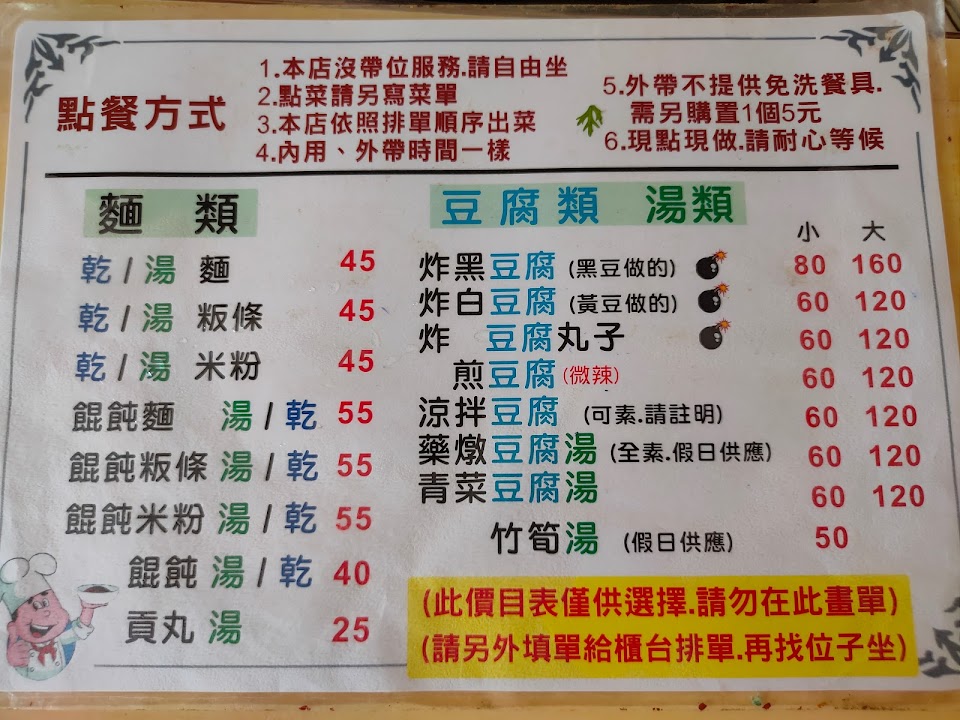 點餐方式
1.本店沒帶位服務.請自由坐
2.點菜請另寫菜單
3.本店依照排單順序出菜
4.內用、外帶時間一樣
5.外帶不提供免洗餐具.
需另購置1個5元
6.現點現做.請耐心等候
麵 類
乾/湯 麵 45
乾/湯 粄條 45
乾/湯 米粉 45
餛飩麵 湯/乾 55
餛飩粄條 湯/乾 55
餛飩米粉 湯/乾 55
餛飩 湯/乾 40
貢丸 湯 25
豆腐類 湯類
小 大
炸黑豆腐 (黑豆做的) 80 160
炸白豆腐 (黃豆做的) 60 120
炸 豆腐丸子 60 120
煎豆腐(微辣) 60 120
涼拌豆腐 (可素.請註明) 60 120
藥燉豆腐湯 (全素.假日供應) 60 120
青菜豆腐湯 60 120
竹筍湯 (假日供應) 50
(此價目表僅供選擇.請勿在此畫單)
(請另外填單給櫃台排單.再找位子坐)